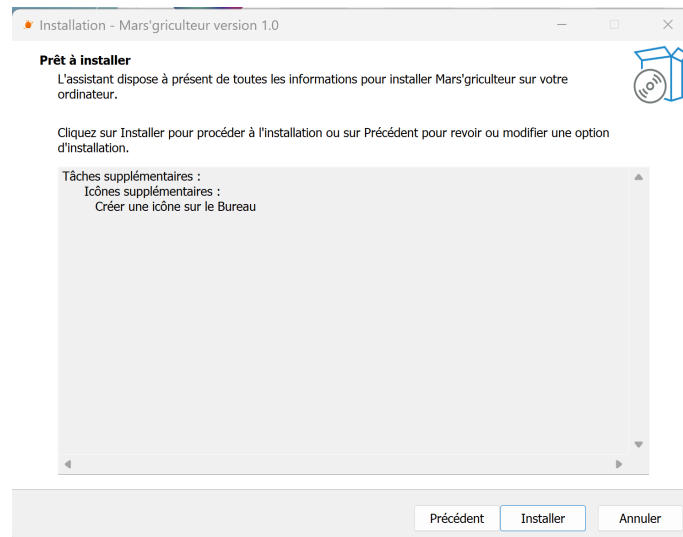 Installation - Mars'griculteur version 1.0
Prêt à installer
L'assistant dispose à présent de toutes les informations pour installer Mars'griculteur sur votre
ordinateur.
Cliquez sur Installer pour procéder à l'installation ou sur Précédent pour revoir ou modifier une option
d'installation.
Tâches supplémentaires :
Icônes supplémentaires :
Créer une icône sur le Bureau
Précédent
Installer
Annuler